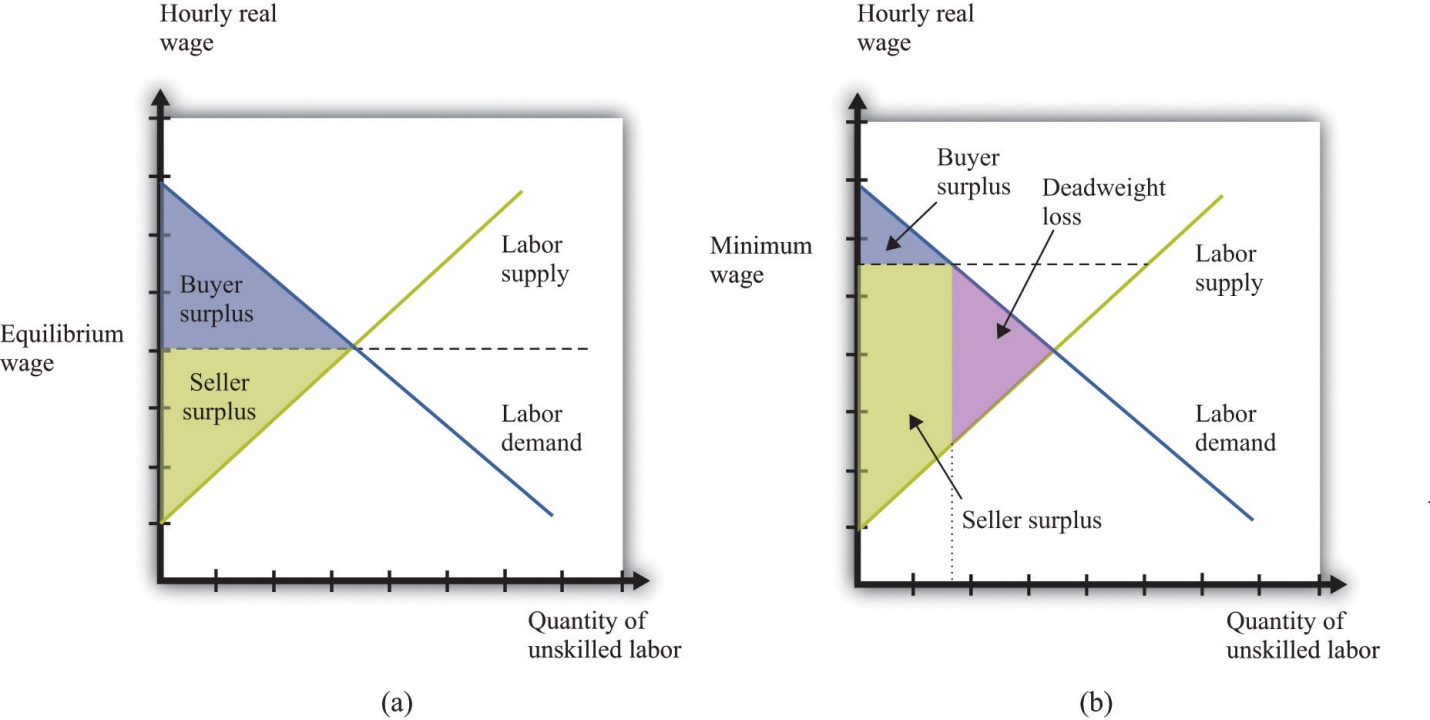 Hourly real
wage
Equilibrium
wage
Buyer
surplus
Seller
surplus
Labor
supply
Labor
demand
Quantity of
unskilled labor
(a)
Hourly real
wage
Minimum
wage
Buyer
surplus
Deadweight
loss
Labor
supply
Labor
demand
Seller surplus
Quantity of
unskilled labor
(b)